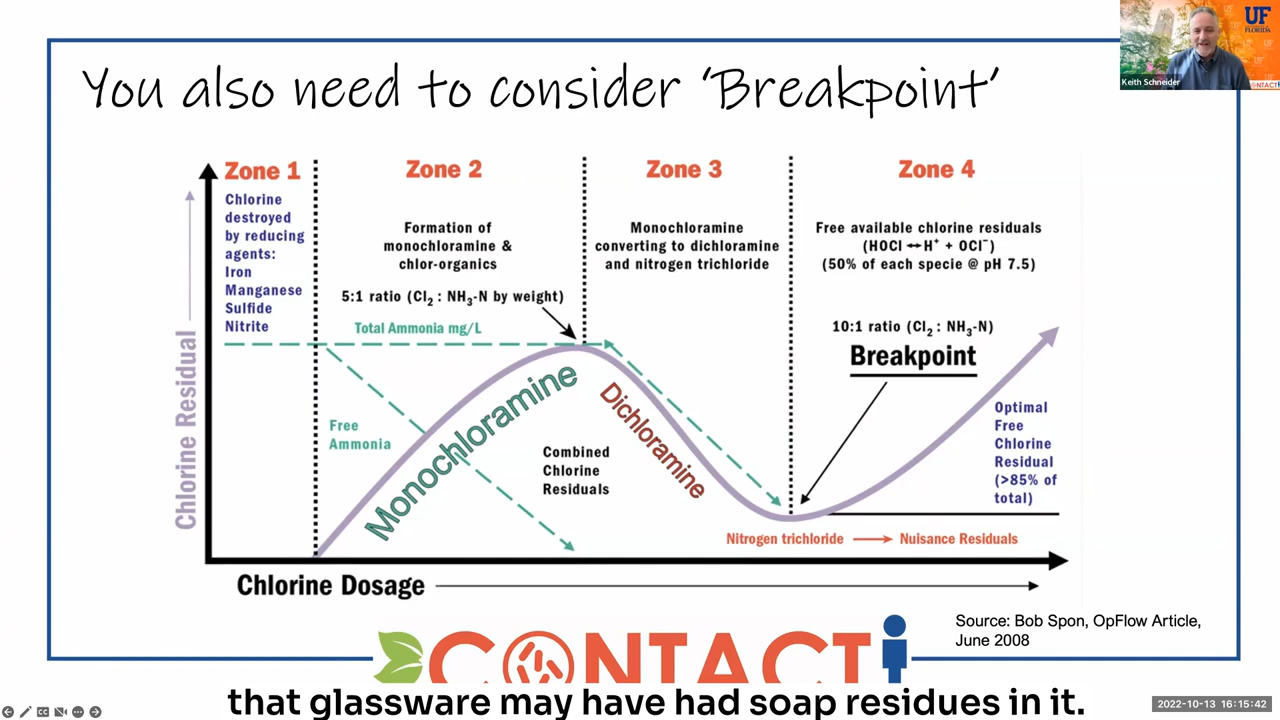 You also need to consider 'Breakpoint'
UF
FLORIDA
Keith Schneider
Zone 1
Zone 2
Zone 3
Zone 4
Chlorine
destroyed
by reducing
agents:
Iron
Manganese
Sulfide
Nitrite
Formation of
monochloramine &
chlor-organics
5:1 ratio (Cl₂ : NH₃-N by weight)
Total Ammonia mg/L
Monochloramine
converting to dichloramine
and nitrogen trichloride
Free available chlorine residuals
(HOCl ↔ H⁺ + OCl⁻)
(50% of each specie @ pH 7.5)
10:1 ratio (Cl₂ : NH₃-N)
Breakpoint
Chlorine Residual
Free
Ammonia
Monochloramine
Combined
Chlorine
Residuals
Dichloramine
Optimal
Free
Chlorine
Residual
(>85% of
total)
Nitrogen trichloride → Nuisance Residuals
Chlorine Dosage
Source: Bob Spon, OpFlow Article,
June 2008
CONTACT
that glassware may have had soap residues in it.
2022-10-13 16:15:42